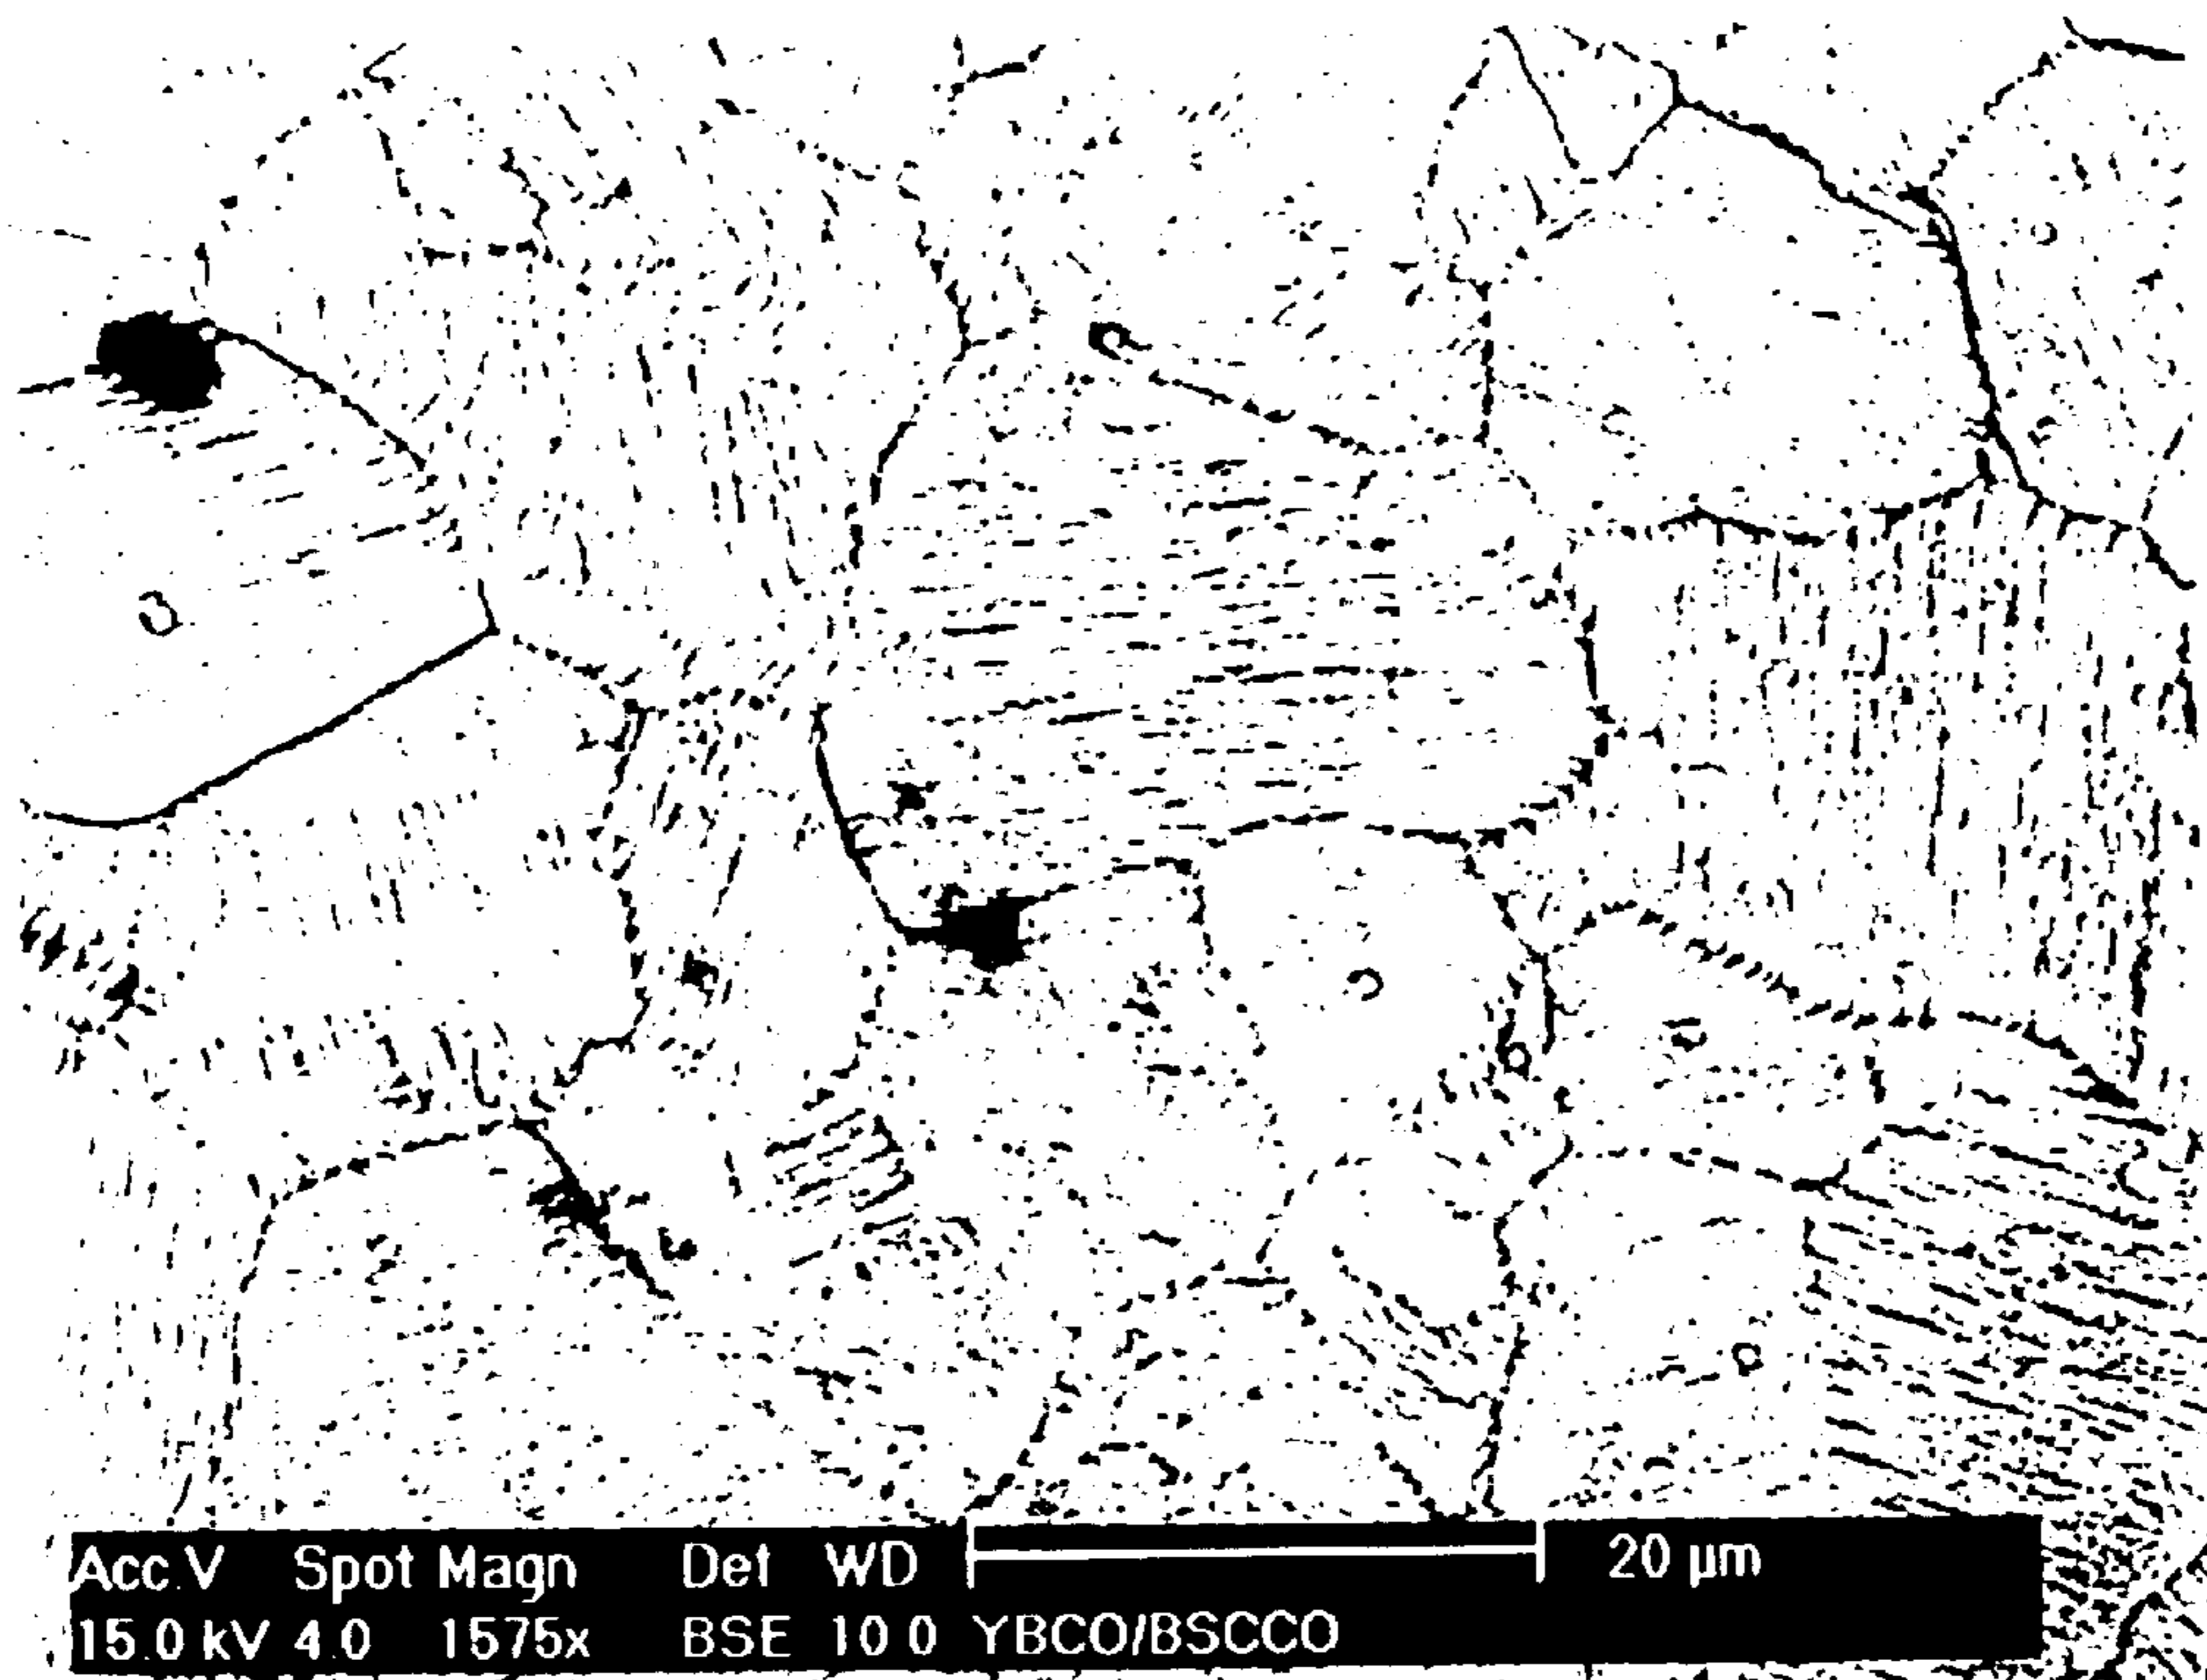 Acc.V Spot Magn Det WD 20 µm
15.0 kV 4.0 1575x BSE 10 0 YBCO/BSCCO